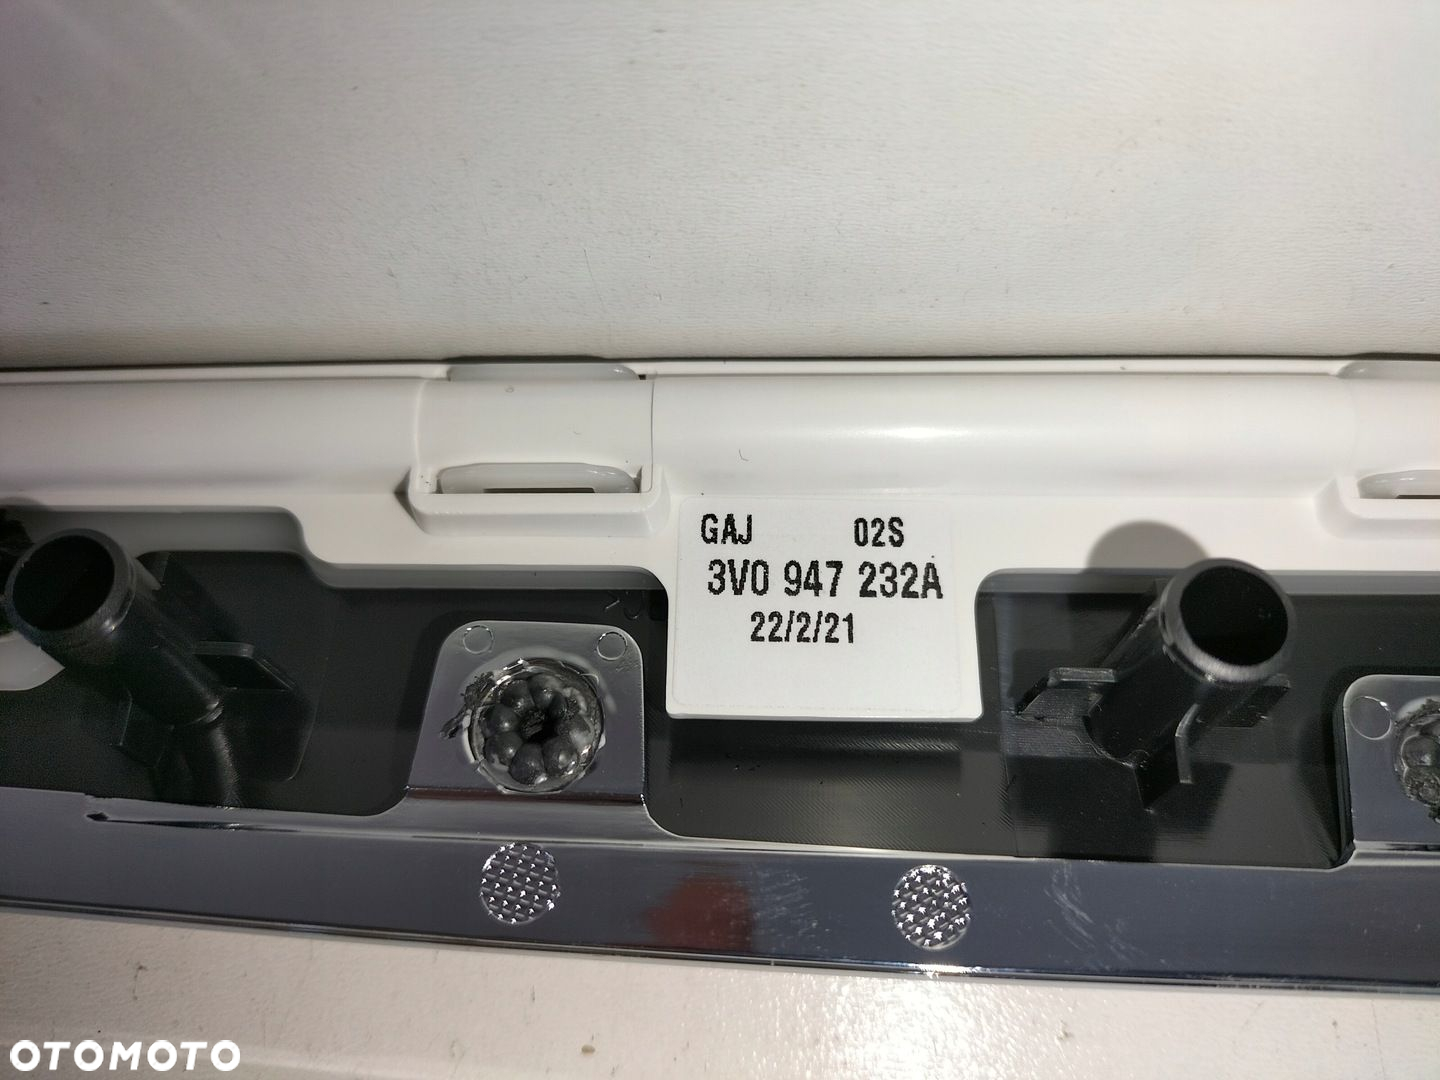 GAJ 02S
3V0 947 232A
22/2/21
OTOMOTO